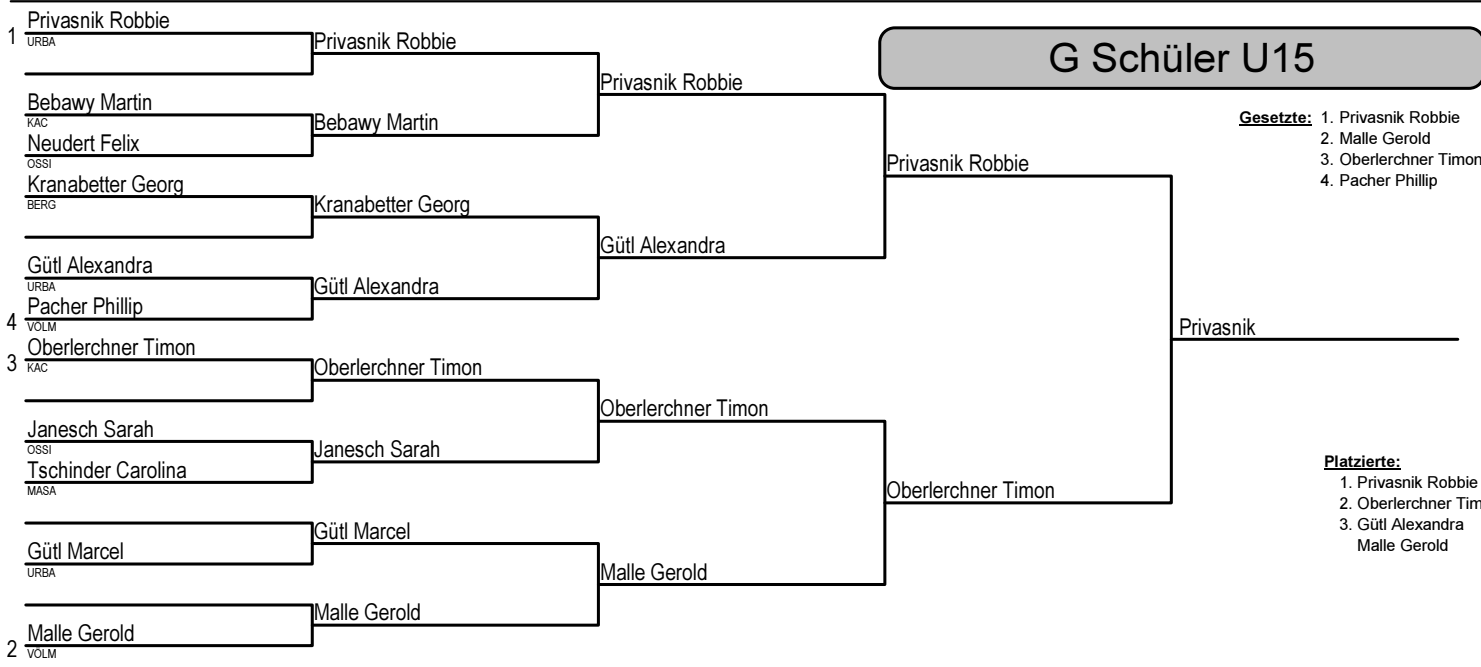 G Schüler U15
Gesetzte: 1. Privasnik Robbie
2. Malle Gerold
3. Oberlerchner Timon
4. Pacher Phillip
1 Privasnik Robbie
URBA
Bebawy Martin
KAC
Neudert Felix
OSSI
Kranabetter Georg
BERG
Gütl Alexandra
URBA
4 Pacher Phillip
VÖLM
3 Oberlerchner Timon
KAC
Janesch Sarah
OSSI
Tschinder Carolina
MASA
Gütl Marcel
URBA
2 Malle Gerold
VÖLM
Privasnik Robbie
Bebawy Martin
Kranabetter Georg
Gütl Alexandra
Oberlerchner Timon
Janesch Sarah
Gütl Marcel
Malle Gerold
Privasnik Robbie
Gütl Alexandra
Oberlerchner Timon
Malle Gerold
Privasnik Robbie
Oberlerchner Timon
Privasnik
Platzierte:
1. Privasnik Robbie
2. Oberlerchner Tim
3. Gütl Alexandra
Malle Gerold